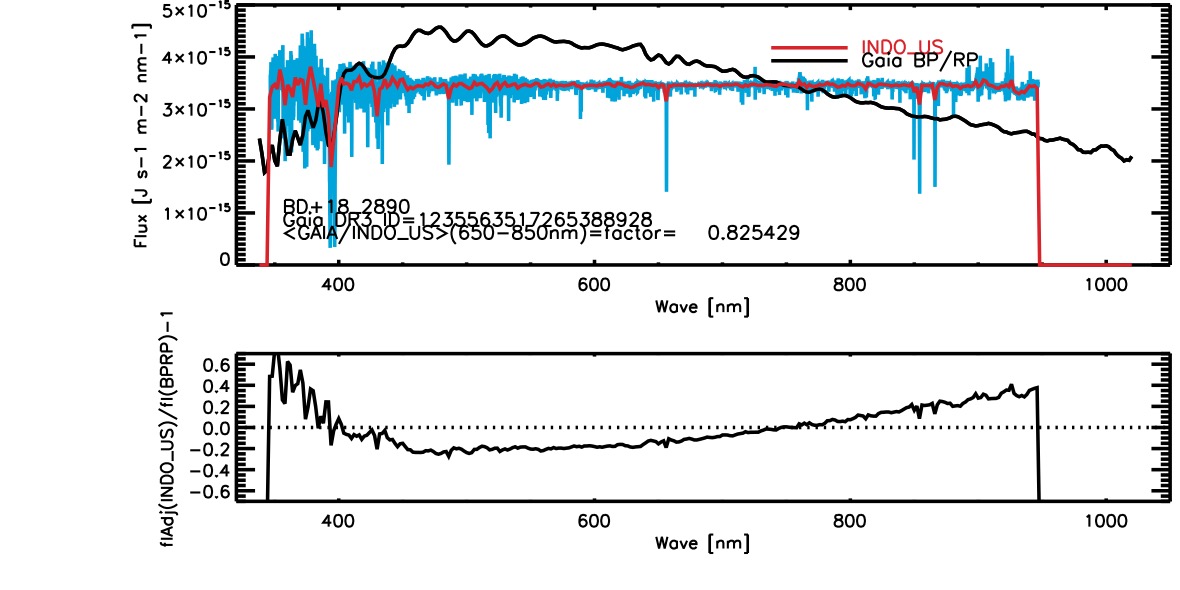 5×10⁻¹⁵
4×10⁻¹⁵
3×10⁻¹⁵
2×10⁻¹⁵
1×10⁻¹⁵
0
Flux [J s−1 m−2 nm−1]
INDO_US
Gaia BP/RP
BD+18_2890
Gaia DR3 ID=1235563517265388928
<GAIA/INDO_US>(650−850nm)=factor= 0.825429
400 600 800 1000
Wave [nm]
flAdj(INDO_US)/fl(BPRP)−1
0.6
0.4
0.2
0.0
−0.2
−0.4
−0.6
400 600 800 1000
Wave [nm]